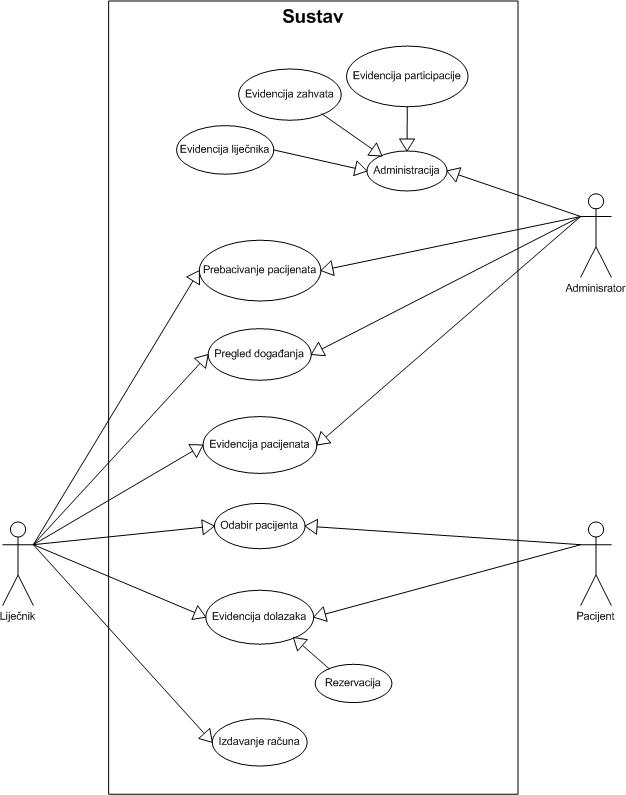 Sustav
Evidencija participacije
Evidencija zahvata
Evidencija liječnika
Administracija
Prebacivanje pacijenata
Adminisrator
Pregled događanja
Evidencija pacijenata
Odabir pacijenta
Evidencija dolazaka
Liječnik
Pacijent
Rezervacija
Izdavanje računa